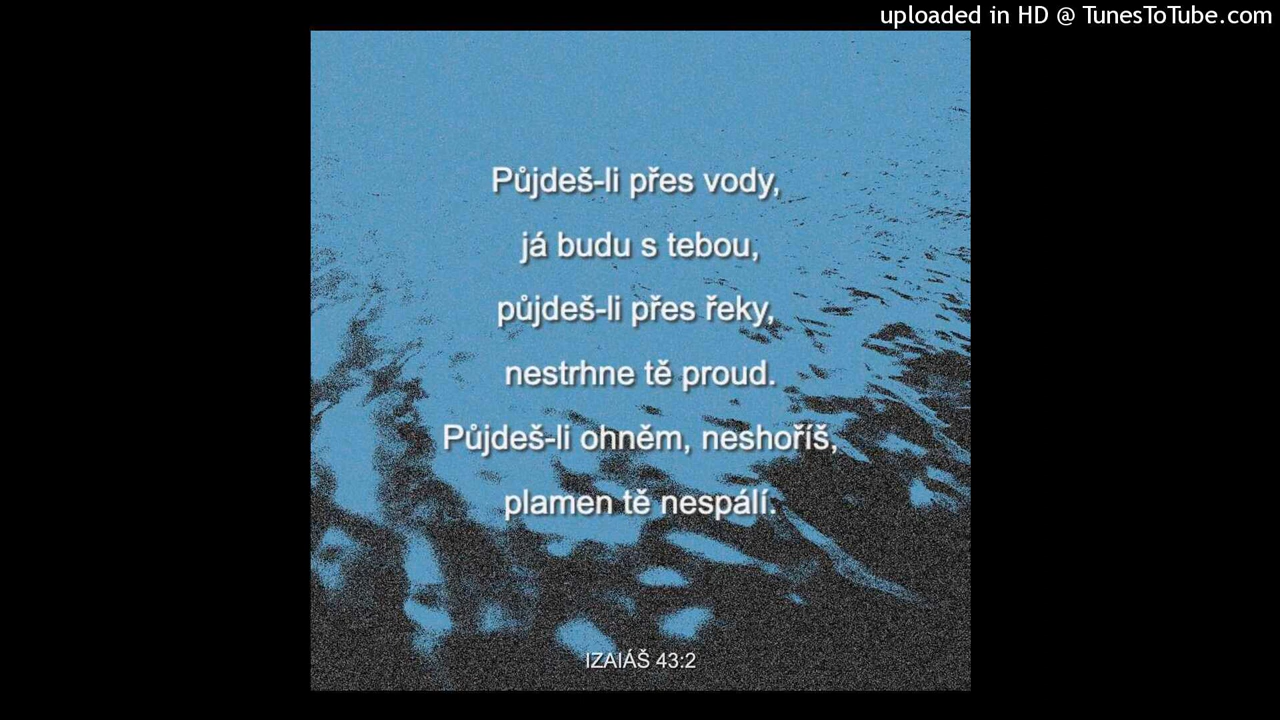 uploaded in HD @ TunesToTube.com
Půjdeš-li přes vody,
já budu s tebou,
půjdeš-li přes řeky,
nestrhne tě proud.
Půjdeš-li ohněm, neshoříš,
plamen tě nespálí.
IZAIÁŠ 43:2